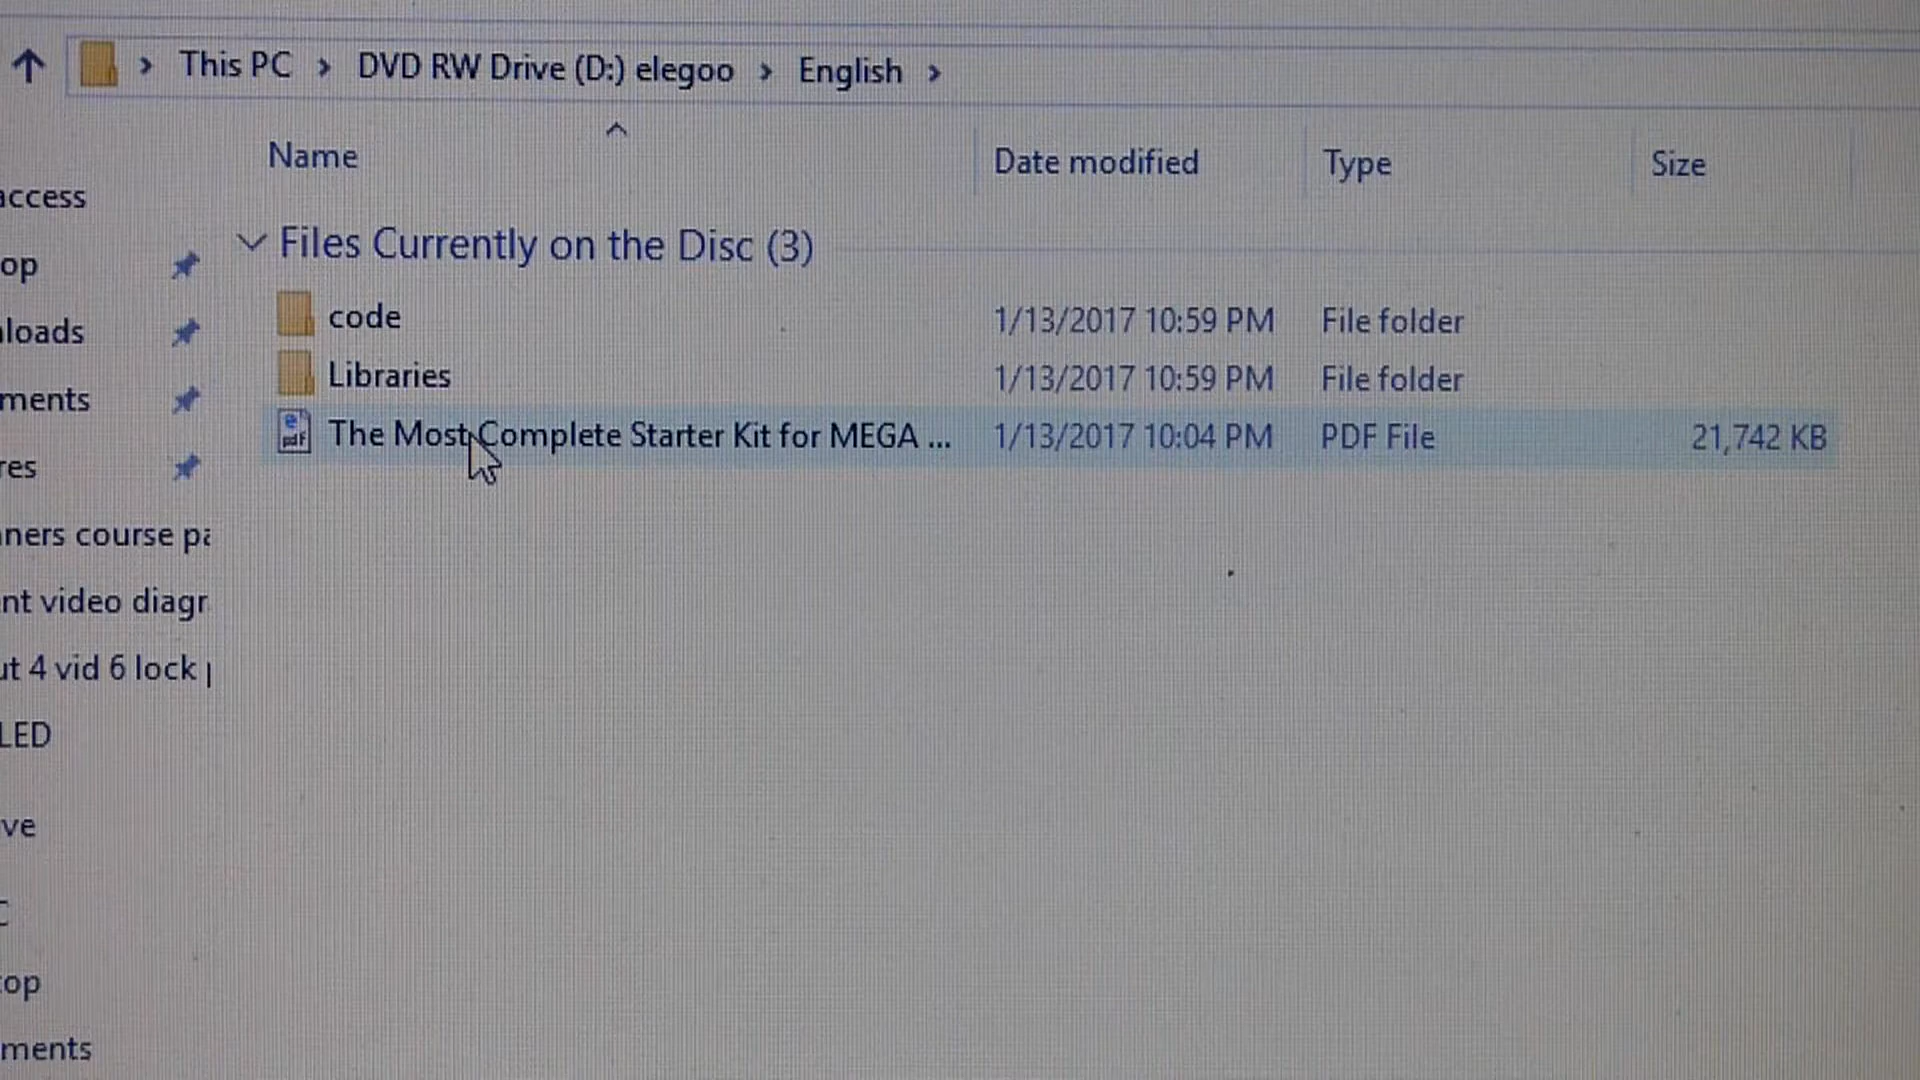 This PC > DVD RW Drive (D:) elegoo > English >
Name Date modified Type Size
access
Files Currently on the Disc (3)
op
code 1/13/2017 10:59 PM File folder
loads
Libraries 1/13/2017 10:59 PM File folder
ments
The Most Complete Starter Kit for MEGA ... 1/13/2017 10:04 PM PDF File 21,742 KB
res
ners course pa
nt video diagr
ut 4 vid 6 lock p
LED
ve
C
top
ments